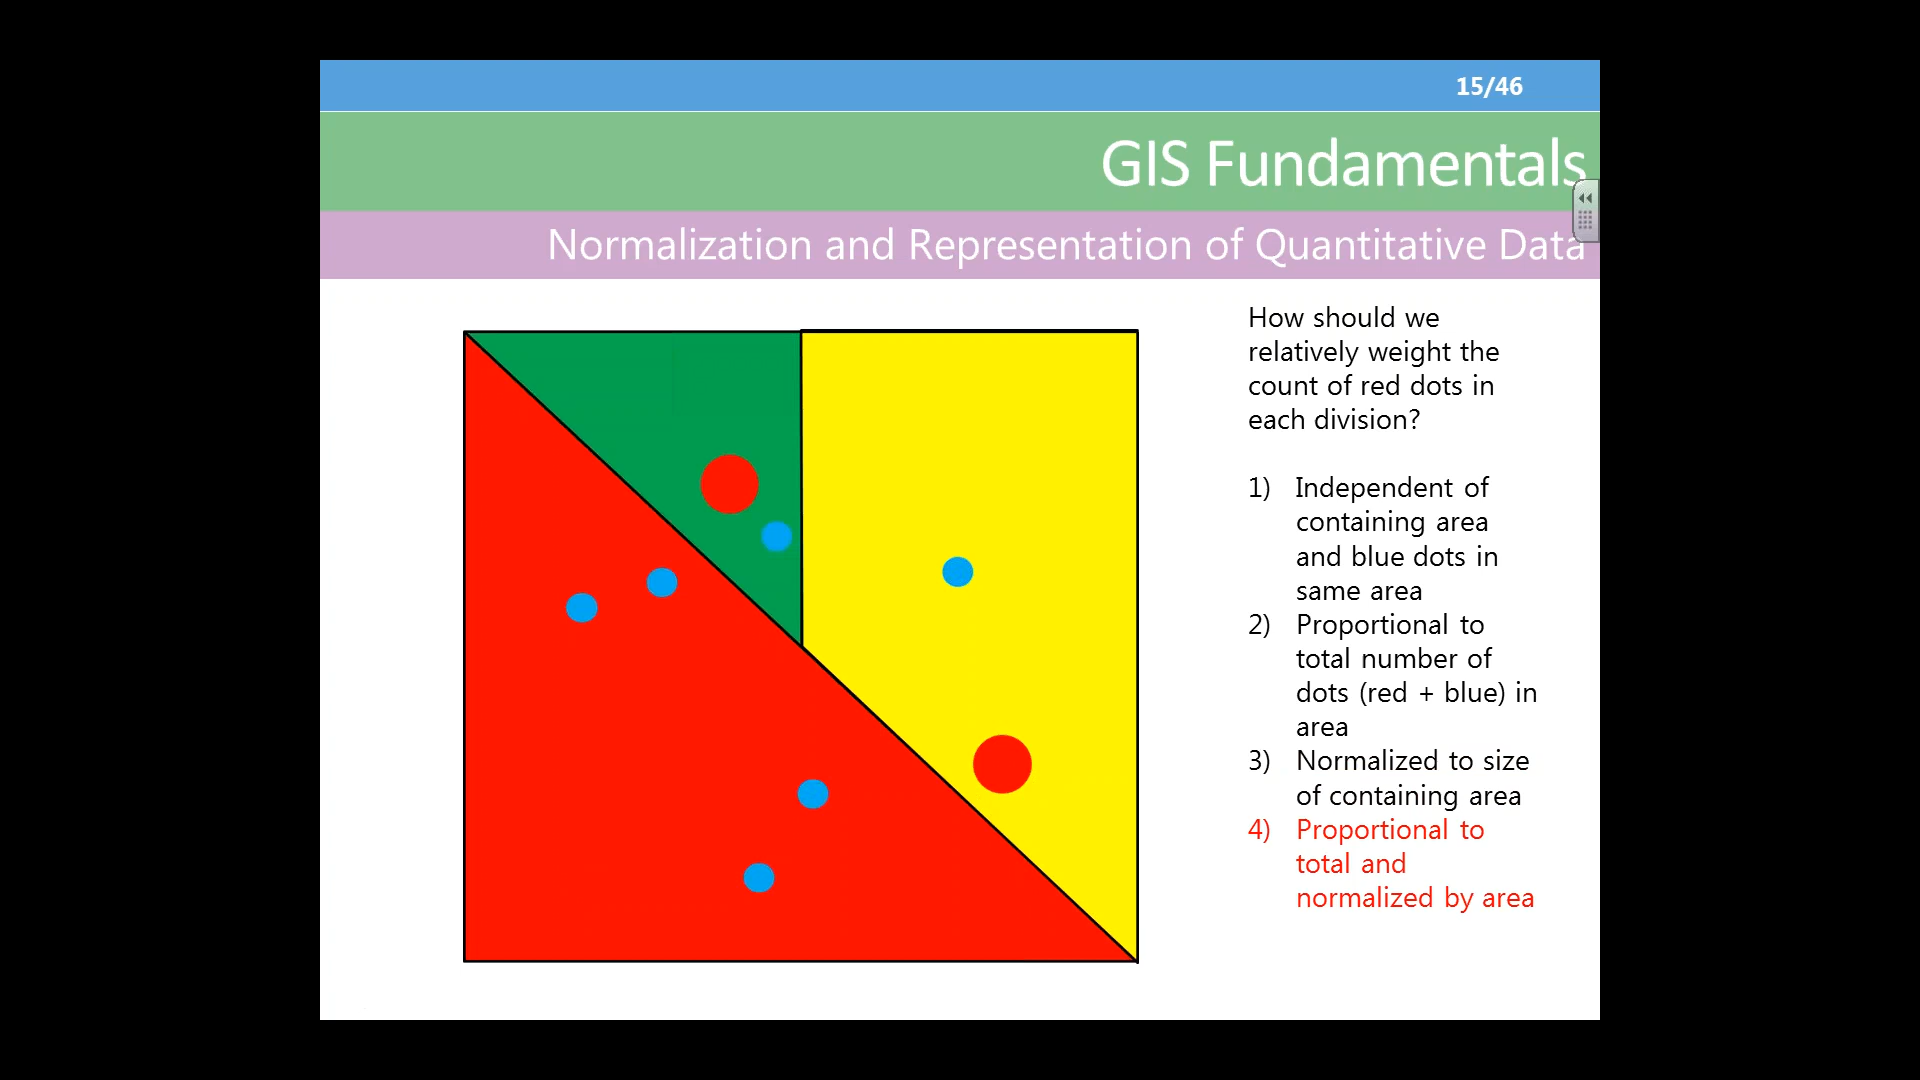 15/46
GIS Fundamentals
Normalization and Representation of Quantitative Data
How should we
relatively weight the
count of red dots in
each division?
1) Independent of
containing area
and blue dots in
same area
2) Proportional to
total number of
dots (red + blue) in
area
3) Normalized to size
of containing area
4) Proportional to
total and
normalized by area